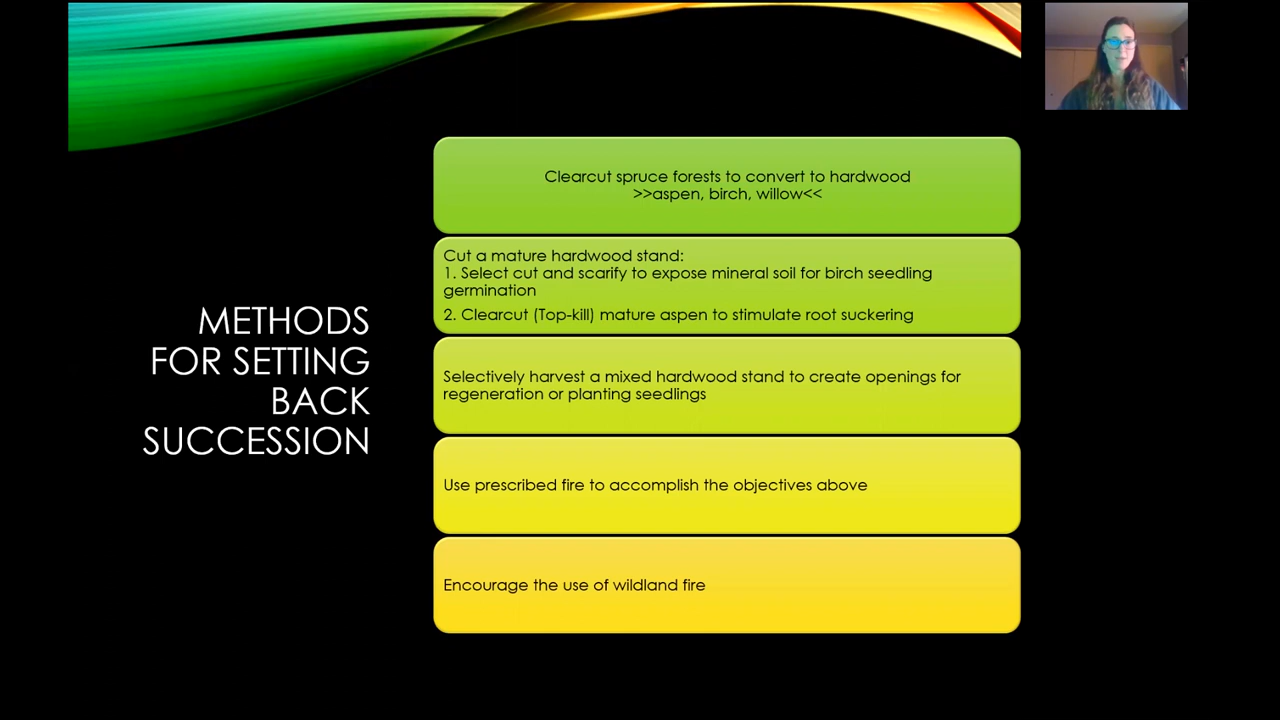 METHODS
FOR SETTING
BACK
SUCCESSION
Clearcut spruce forests to convert to hardwood
>>aspen, birch, willow<<
Cut a mature hardwood stand:
1. Select cut and scarify to expose mineral soil for birch seedling
germination
2. Clearcut (Top-kill) mature aspen to stimulate root suckering
Selectively harvest a mixed hardwood stand to create openings for
regeneration or planting seedlings
Use prescribed fire to accomplish the objectives above
Encourage the use of wildland fire